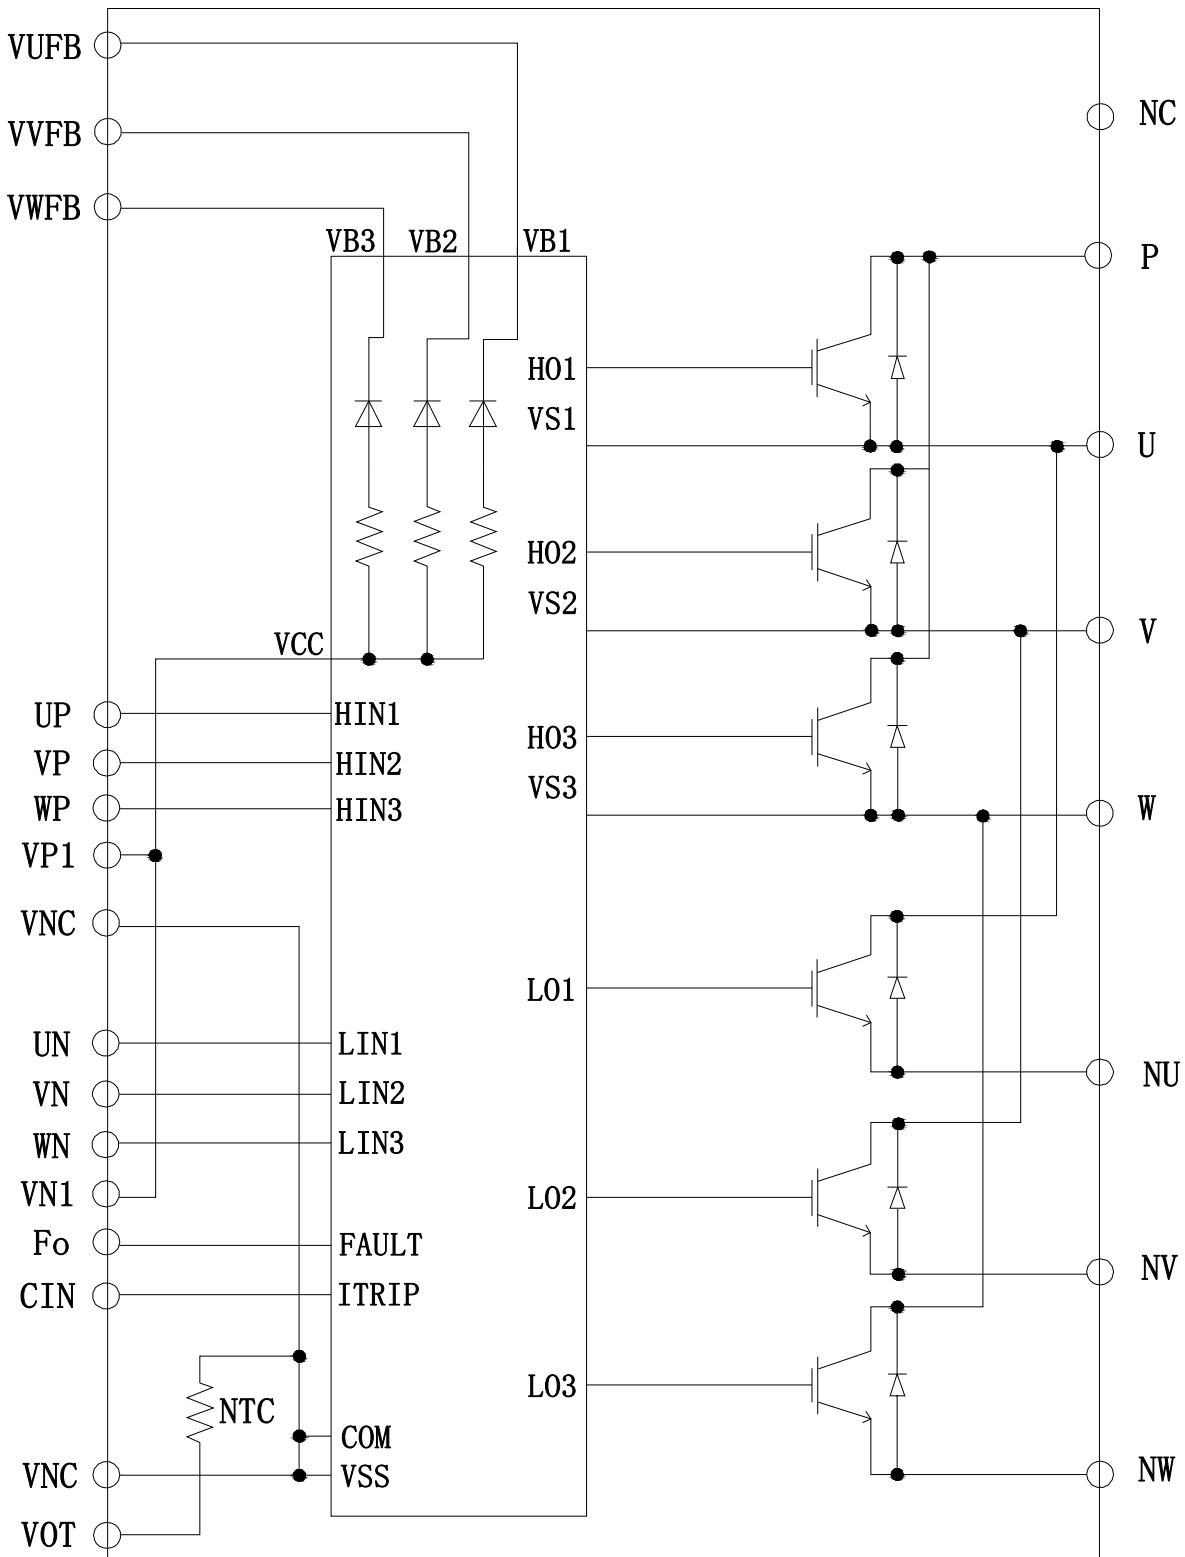 VUFB
NC
VVFB
VWFB
VB3 VB2 VB1
P
HO1
VS1
U
HO2
VS2
V
VCC
UP HIN1
HO3
VP HIN2
VS3
WP HIN3
W
VP1
VNC
LO1
UN LIN1
NU
VN LIN2
WN LIN3
VN1
LO2
Fo FAULT
NV
CIN ITRIP
LO3
NTC
COM
VNC VSS
NW
VOT